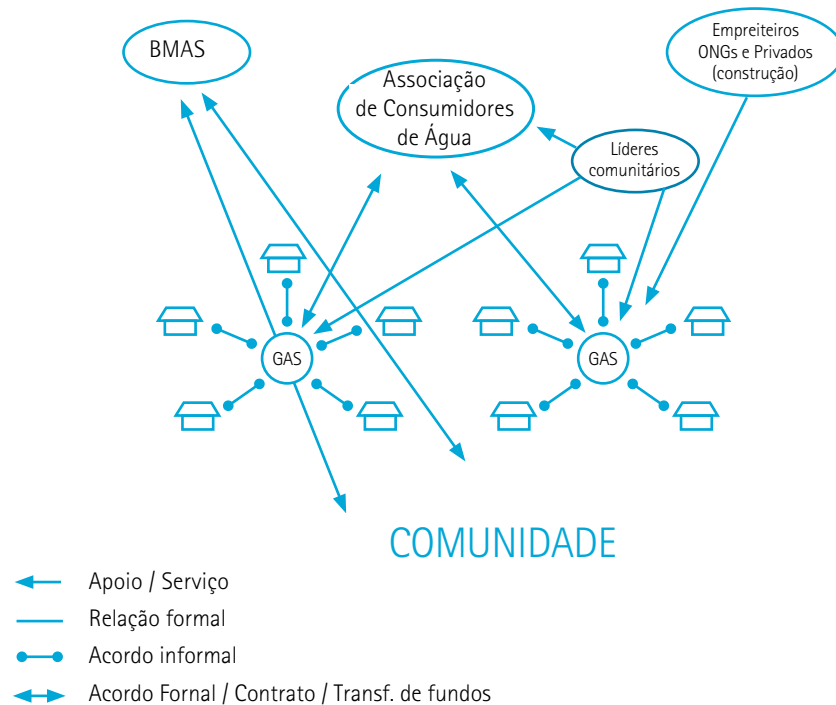 BMAS
Associação
de Consumidores
de Água
Empreiteiros
ONGs e Privados
(construção)
Líderes
comunitários
GAS
GAS
COMUNIDADE
Apoio / Serviço
Relação formal
Acordo informal
Acordo Fornal / Contrato / Transf. de fundos